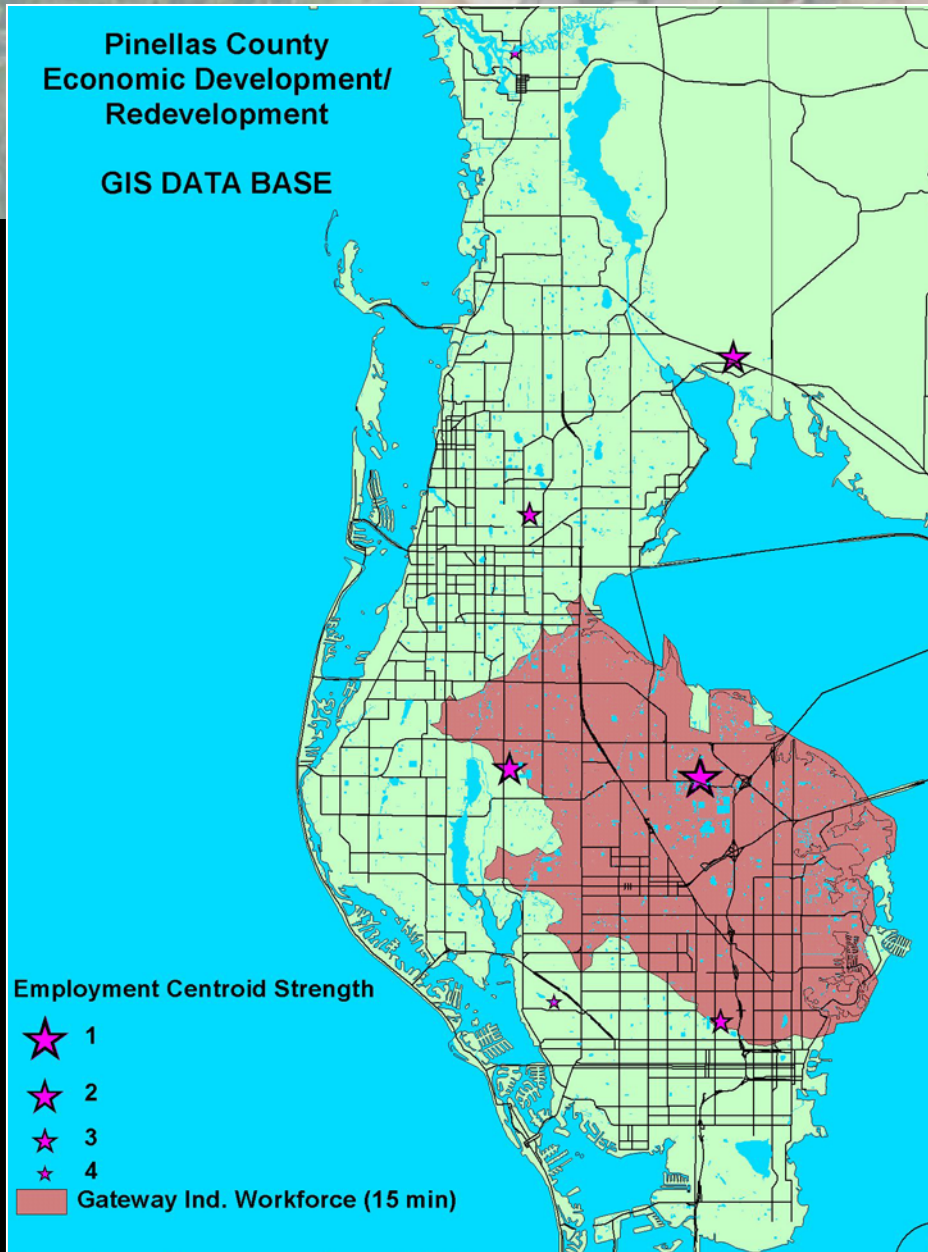 Pinellas County
Economic Development/
Redevelopment
GIS DATA BASE
Employment Centroid Strength
1
2
3
4
Gateway Ind. Workforce (15 min)